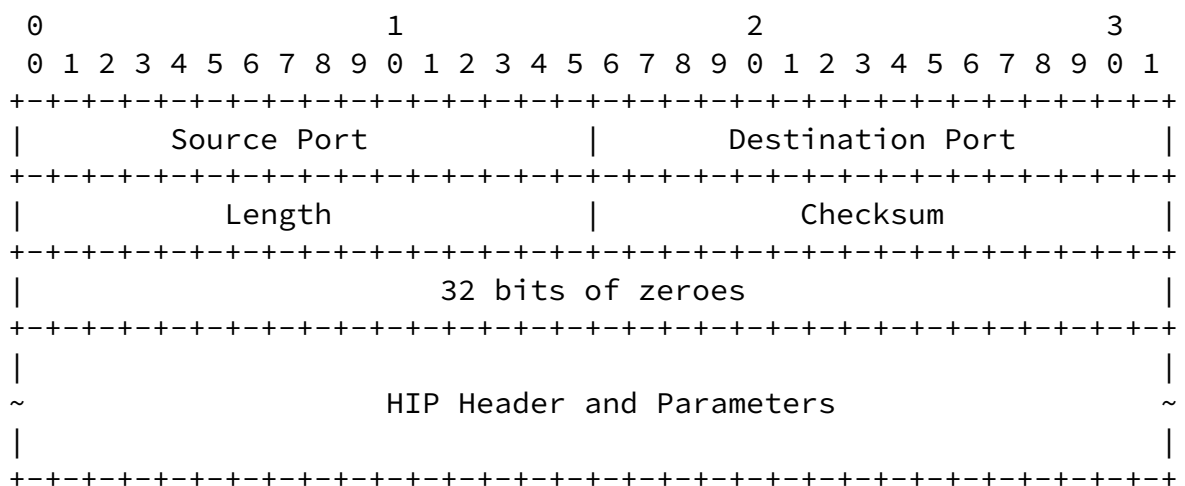 0                   1                   2                   3
 0 1 2 3 4 5 6 7 8 9 0 1 2 3 4 5 6 7 8 9 0 1 2 3 4 5 6 7 8 9 0 1
+-+-+-+-+-+-+-+-+-+-+-+-+-+-+-+-+-+-+-+-+-+-+-+-+-+-+-+-+-+-+-+-+
|        Source Port            |       Destination Port        |
+-+-+-+-+-+-+-+-+-+-+-+-+-+-+-+-+-+-+-+-+-+-+-+-+-+-+-+-+-+-+-+-+
|           Length              |           Checksum            |
+-+-+-+-+-+-+-+-+-+-+-+-+-+-+-+-+-+-+-+-+-+-+-+-+-+-+-+-+-+-+-+-+
|                       32 bits of zeroes                       |
+-+-+-+-+-+-+-+-+-+-+-+-+-+-+-+-+-+-+-+-+-+-+-+-+-+-+-+-+-+-+-+-+
|                                                               |
~                    HIP Header and Parameters                  ~
|                                                               |
+-+-+-+-+-+-+-+-+-+-+-+-+-+-+-+-+-+-+-+-+-+-+-+-+-+-+-+-+-+-+-+-+